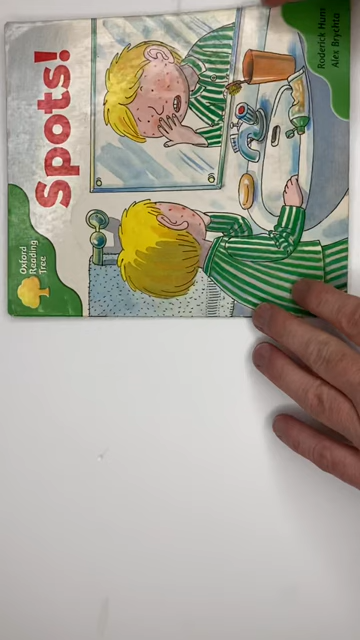 Oxford
Reading
Tree
Spots!
Roderick Hunt
Alex Brychta